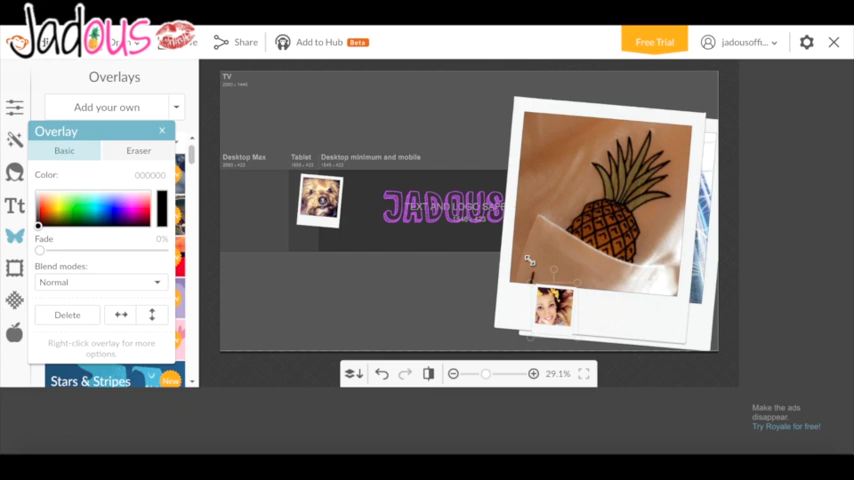 Jadous
Share
Add to Hub
Beta
Free Trial
jadousoffi...
Overlays
Add your own
Overlay
x
Basic
Eraser
Color:
000000
Fade
0%
Blend modes:
Normal
Delete
Right-click overlay for more
options.
Stars & Stripes
New
TV
Desktop Max
Tablet
Desktop minimum and mobile
JADOUS
TEXT AND LOGO SAFE
29.1%
Make the ads
disappear.
Try Royale for free!